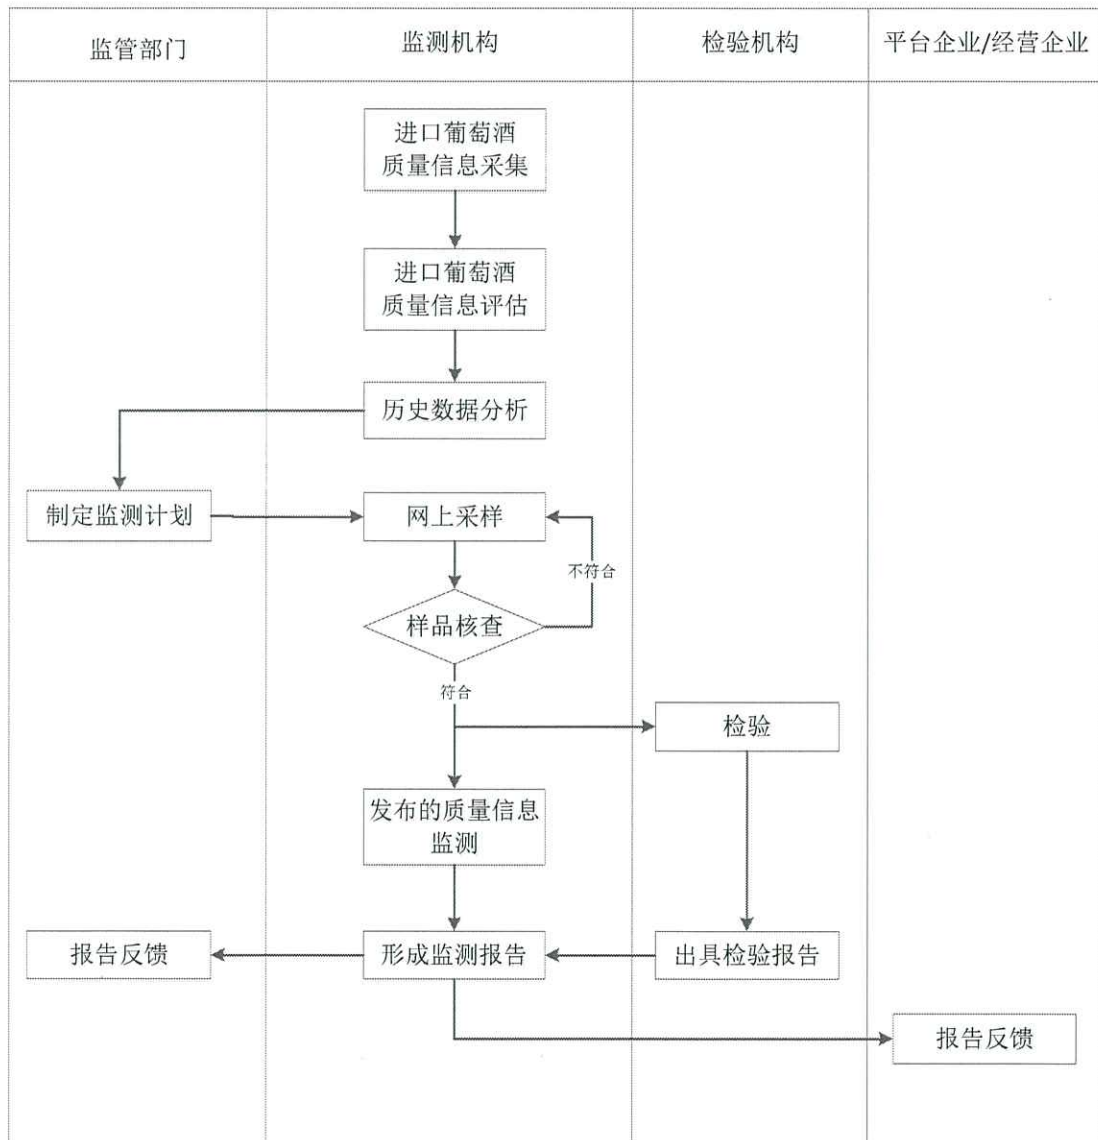 监管部门
监测机构
检验机构
平台企业/经营企业
进口葡萄酒
质量信息采集
进口葡萄酒
质量信息评估
历史数据分析
制定监测计划
网上采样
不符合
样品核查
符合
检验
发布的质量信息
监测
报告反馈
形成监测报告
出具检验报告
报告反馈